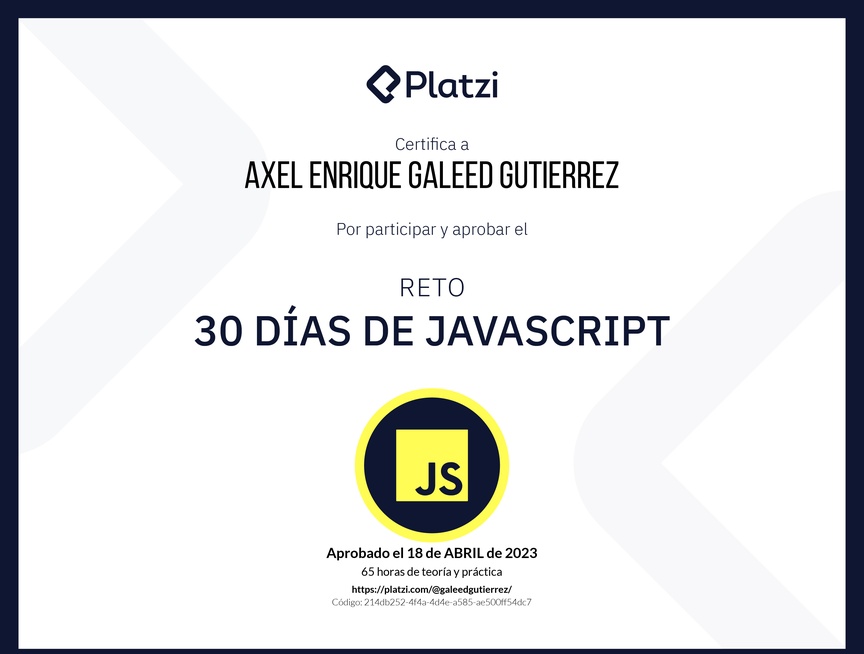 Platzi
Certifica a
AXEL ENRIQUE GALEED GUTIERREZ
Por participar y aprobar el
RETO
30 DÍAS DE JAVASCRIPT
JS
Aprobado el 18 de ABRIL de 2023
65 horas de teoría y práctica
https://platzi.com/@galeedgutierrez/
Código: 214db252-4f4a-4d4e-a585-ae500ff54dc7